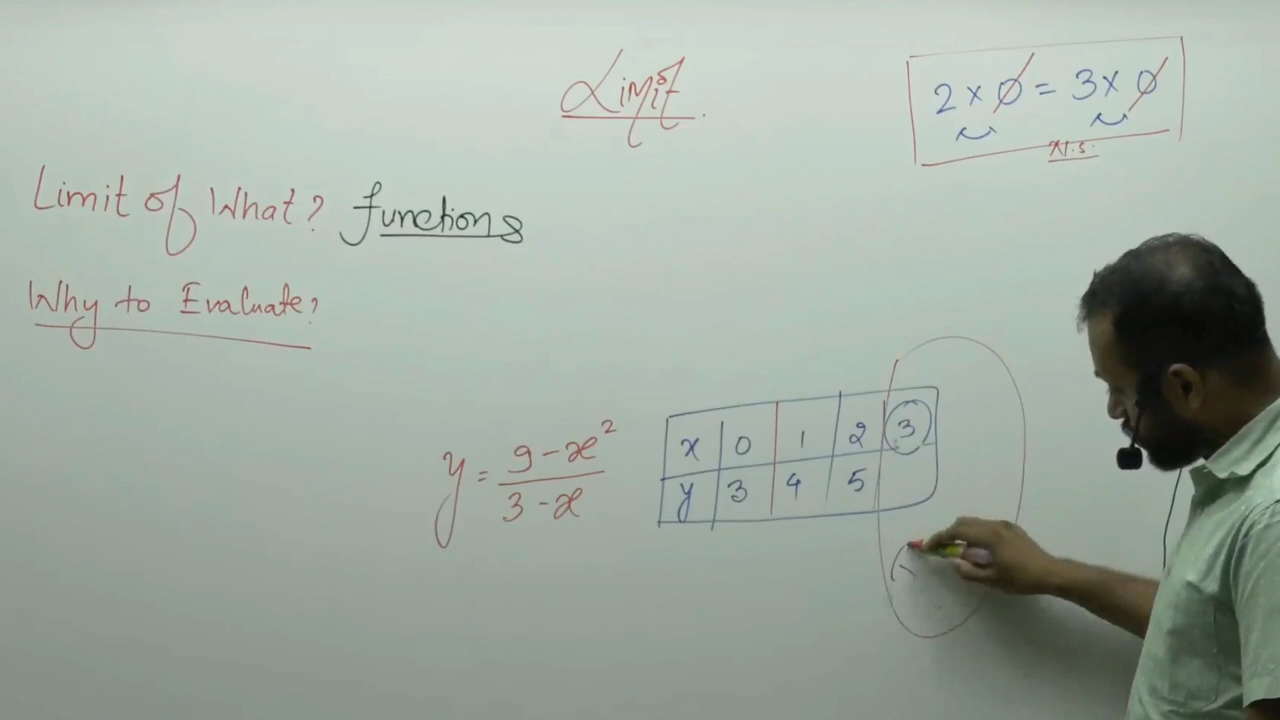 Limit
2 × 0 = 3 × 0
N.S.
Limit of What? functions
Why to Evaluate?
y = 9 - x² / 3 - x
x 0 1 2 3
y 3 4 5